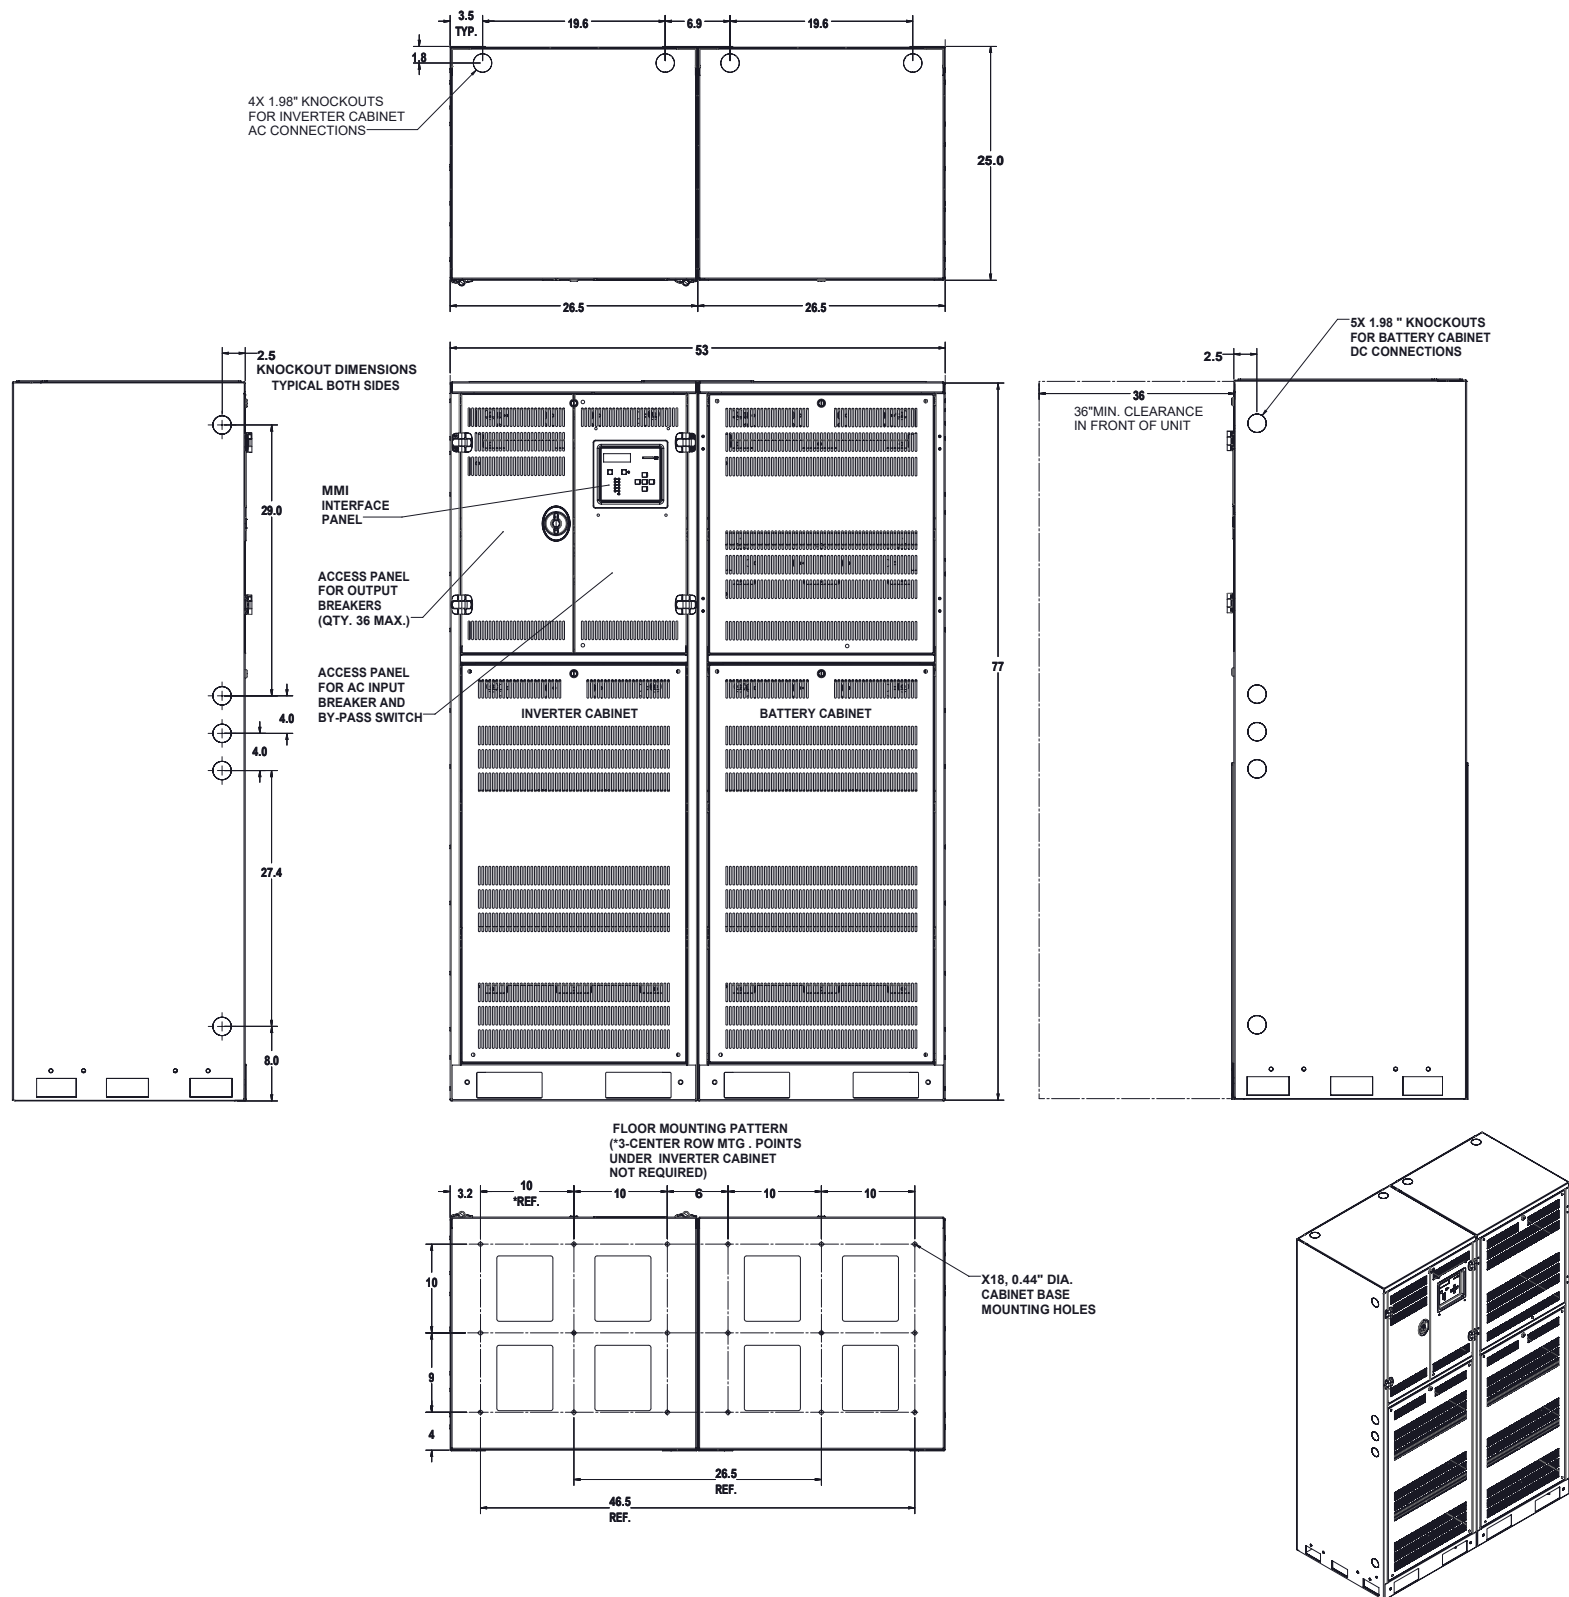 3.5
TYP.
19.6
6.9
19.6
1.8
4X 1.98" KNOCKOUTS
FOR INVERTER CABINET
AC CONNECTIONS
25.0
26.5
26.5
2.5
KNOCKOUT DIMENSIONS
TYPICAL BOTH SIDES
53
2.5
5X 1.98 " KNOCKOUTS
FOR BATTERY CABINET
DC CONNECTIONS
36
36"MIN. CLEARANCE
IN FRONT OF UNIT
29.0
MMI
INTERFACE
PANEL
ACCESS PANEL
FOR OUTPUT
BREAKERS
(QTY. 36 MAX.)
ACCESS PANEL
FOR AC INPUT
BREAKER AND
BY-PASS SWITCH
77
4.0
4.0
INVERTER CABINET
BATTERY CABINET
27.4
8.0
FLOOR MOUNTING PATTERN
(*3-CENTER ROW MTG . POINTS
UNDER INVERTER CABINET
NOT REQUIRED)
3.2
10
*REF.
10
6
10
10
10
9
4
X18, 0.44" DIA.
CABINET BASE
MOUNTING HOLES
26.5
REF.
46.5
REF.